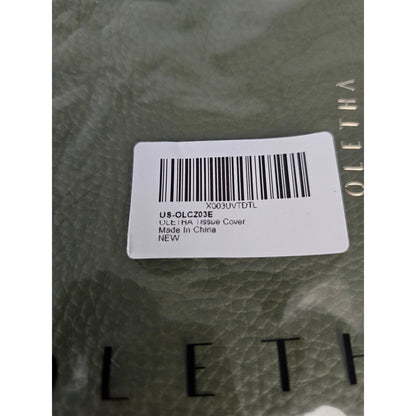 OLETHA
X003UVTDTL
US-OLCZ03E
OLETHA Tissue Cover
Made In China
NEW
OLETH